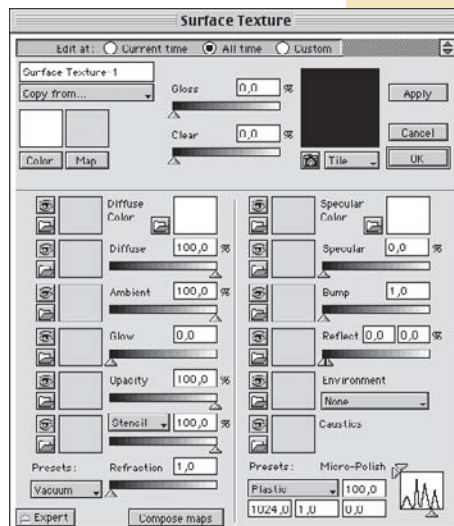 Surface Texture
Edit at: Current time All time Custom
Surface Texture-1
Copy from...
Color Map
Gloss 0,0 %
Clear 0,0 %
Tile
Apply
Cancel
OK
Diffuse Color
Diffuse 100,0 %
Ambient 100,0 %
Glow 0,0
Opacity 100,0 %
Stencil 100,0 %
Presets: Refraction 1,0
Vacuum
Expert Compose maps
Specular Color
Specular 0,0 %
Bump 1,0
Reflect 0,0 0,0 %
Environment
None
Caustics
Presets: Micro-Polish
Plastic 100,0
1024,0 1,0 0,0